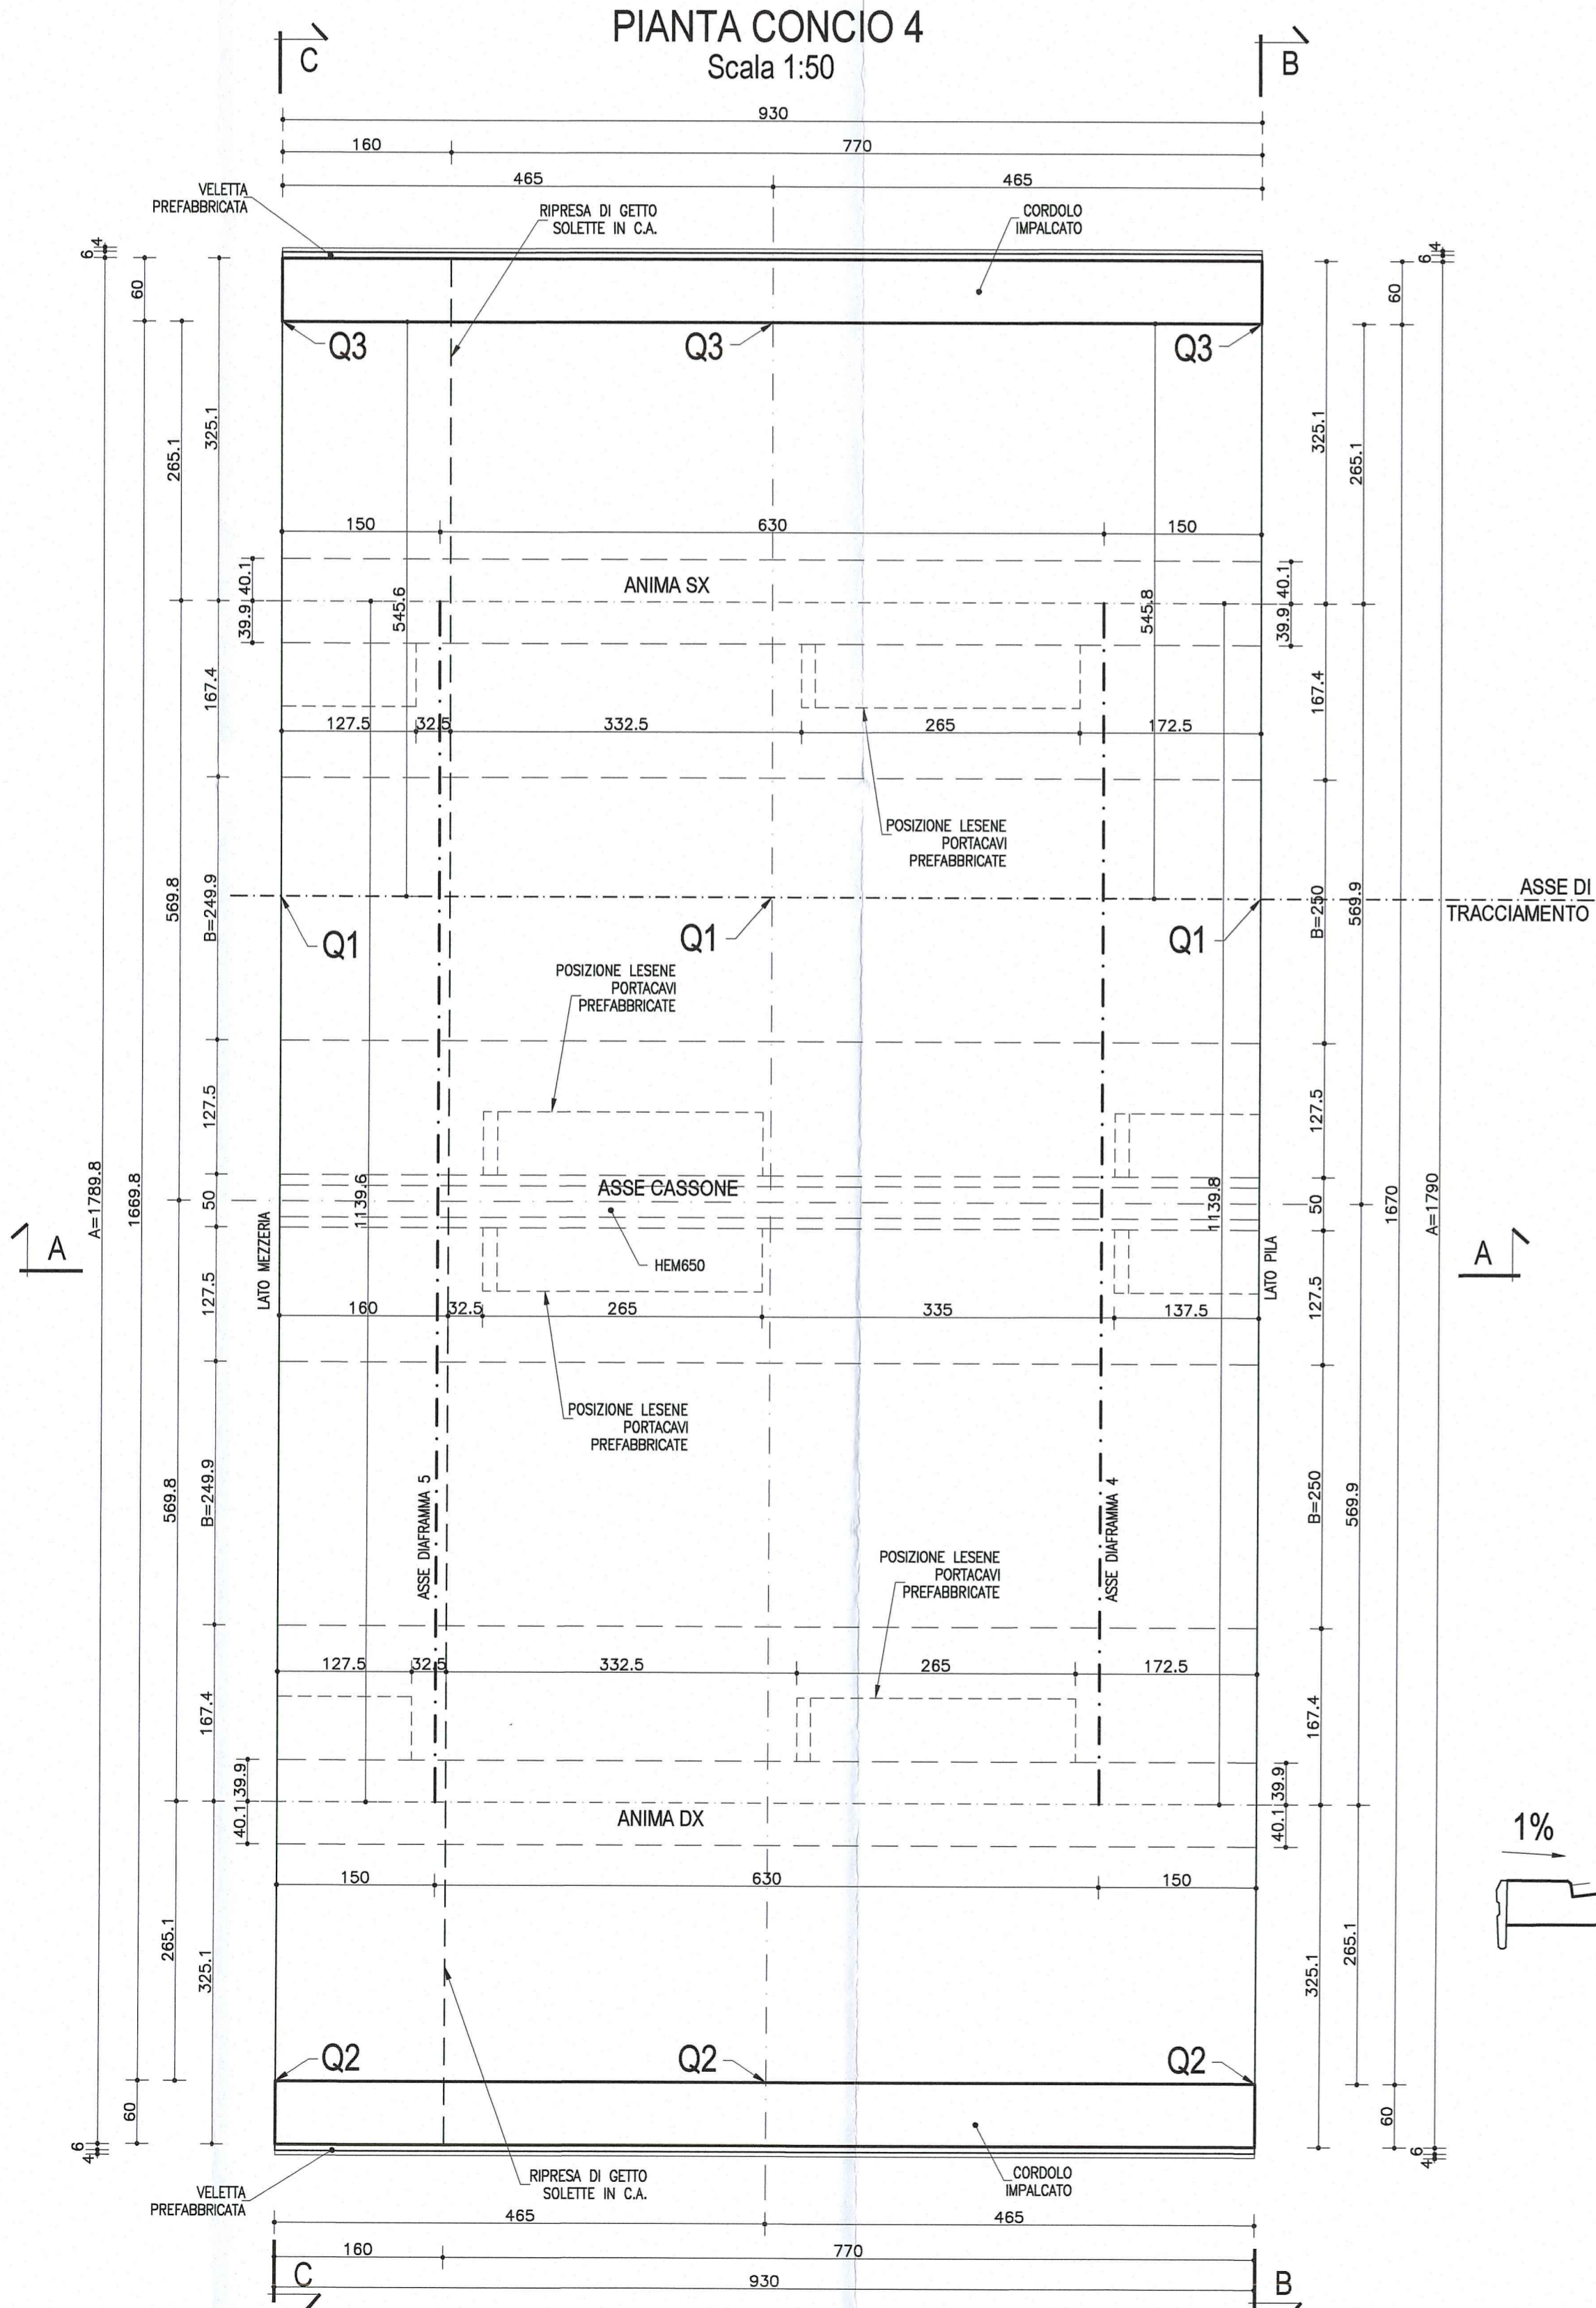 PIANTA CONCIO 4
Scala 1:50
C
B
930
160
770
465
465
VELETTA
PREFABBRICATA
RIPRESA DI GETTO
SOLETTE IN C.A.
CORDOLO
IMPALCATO
4
6
4
6
60
60
Q3
Q3
Q3
325.1
265.1
325.1
265.1
150
630
150
ANIMA SX
40.1
39.9
545.6
545.8
40.1
39.9
167.4
167.4
127.5
32.5
332.5
265
172.5
POSIZIONE LESENE
PORTACAVI
PREFABBRICATE
569.8
B=249.9
B=250
569.9
ASSE DI
TRACCIAMENTO
Q1
Q1
Q1
POSIZIONE LESENE
PORTACAVI
PREFABBRICATE
127.5
127.5
A=1789.8
1669.8
50
1139.6
ASSE CASSONE
1139.8
50
1670
A=1790
A
LATO MEZZERIA
HEM650
LATO PILA
A
127.5
127.5
160
32.5
265
335
137.5
POSIZIONE LESENE
PORTACAVI
PREFABBRICATE
569.8
B=249.9
ASSE DIAFRAMMA 5
ASSE DIAFRAMMA 4
B=250
569.9
POSIZIONE LESENE
PORTACAVI
PREFABBRICATE
127.5
32.5
332.5
265
172.5
167.4
167.4
39.9
40.1
39.9
40.1
ANIMA DX
1%
150
630
150
265.1
325.1
325.1
265.1
Q2
Q2
Q2
60
60
6
4
6
4
VELETTA
PREFABBRICATA
RIPRESA DI GETTO
SOLETTE IN C.A.
CORDOLO
IMPALCATO
465
465
160
770
C
930
B